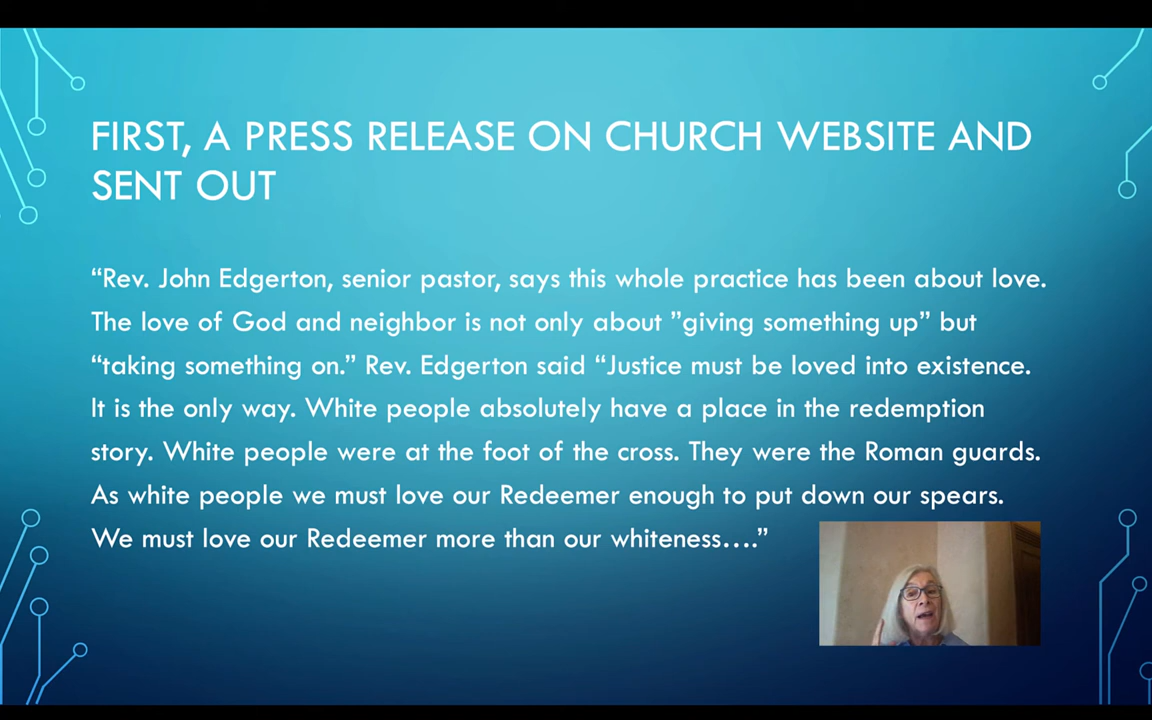 FIRST, A PRESS RELEASE ON CHURCH WEBSITE AND
SENT OUT
“Rev. John Edgerton, senior pastor, says this whole practice has been about love.
The love of God and neighbor is not only about ”giving something up” but
“taking something on.” Rev. Edgerton said “Justice must be loved into existence.
It is the only way. White people absolutely have a place in the redemption
story. White people were at the foot of the cross. They were the Roman guards.
As white people we must love our Redeemer enough to put down our spears.
We must love our Redeemer more than our whiteness….”